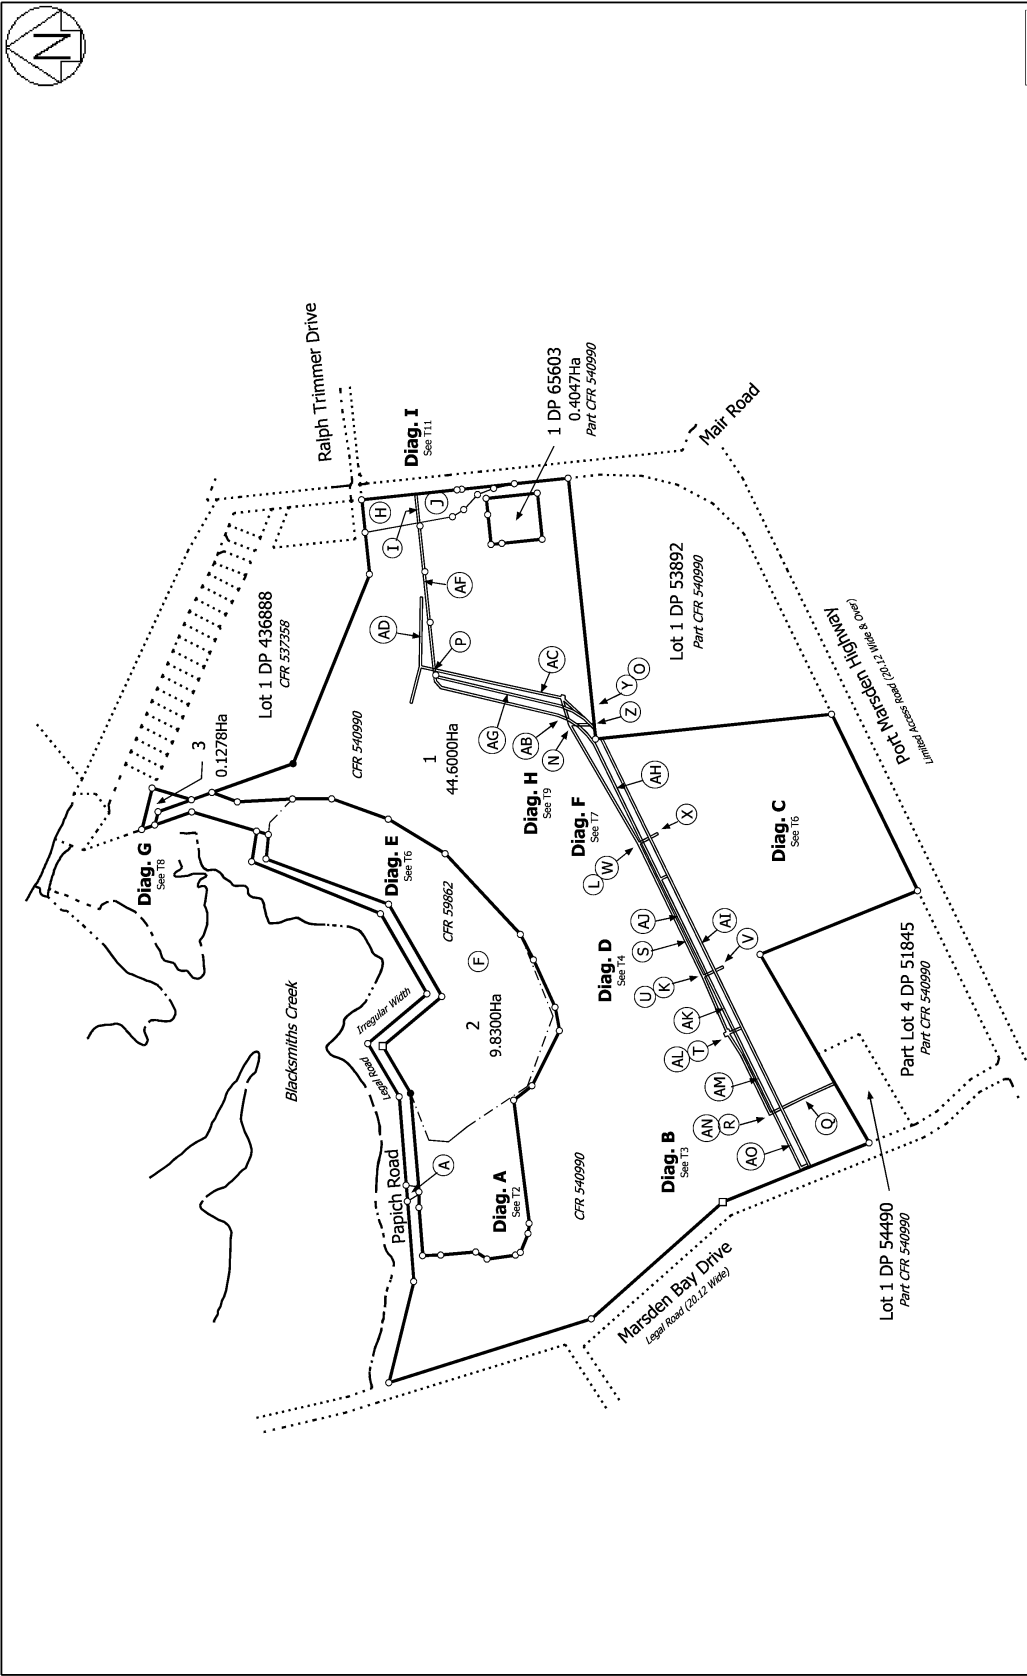 N
Ralph Trimmer Drive
Diag. I
See T11
1 DP 65603
0.4047Ha
Part CFR 540990
Mair Road
Lot 1 DP 436888
CFR 537358
3
0.1278Ha
Diag. G
See T8
CFR 540990
1
44.6000Ha
H
I
J
AF
AD
P
AC
AG
AB
N
Y
O
Z
Lot 1 DP 53892
Part CFR 540990
Port Marsden Highway
Limited Access Road (20.12 Wide & Over)
Diag. H
See T9
Diag. F
See T7
AH
X
L
W
Diag. C
See T6
Diag. E
See T6
CFR 59862
F
2
9.8300Ha
Blacksmiths Creek
Irregular Width
Legal Road
Diag. D
See T4
AJ
S
AI
V
U
K
AK
AL
T
AM
AN
R
Q
AO
Part Lot 4 DP 51845
Part CFR 540990
Papich Road
A
Diag. A
See T2
CFR 540990
Diag. B
See T3
Marsden Bay Drive
Legal Road (20.12 Wide)
Lot 1 DP 54490
Part CFR 540990